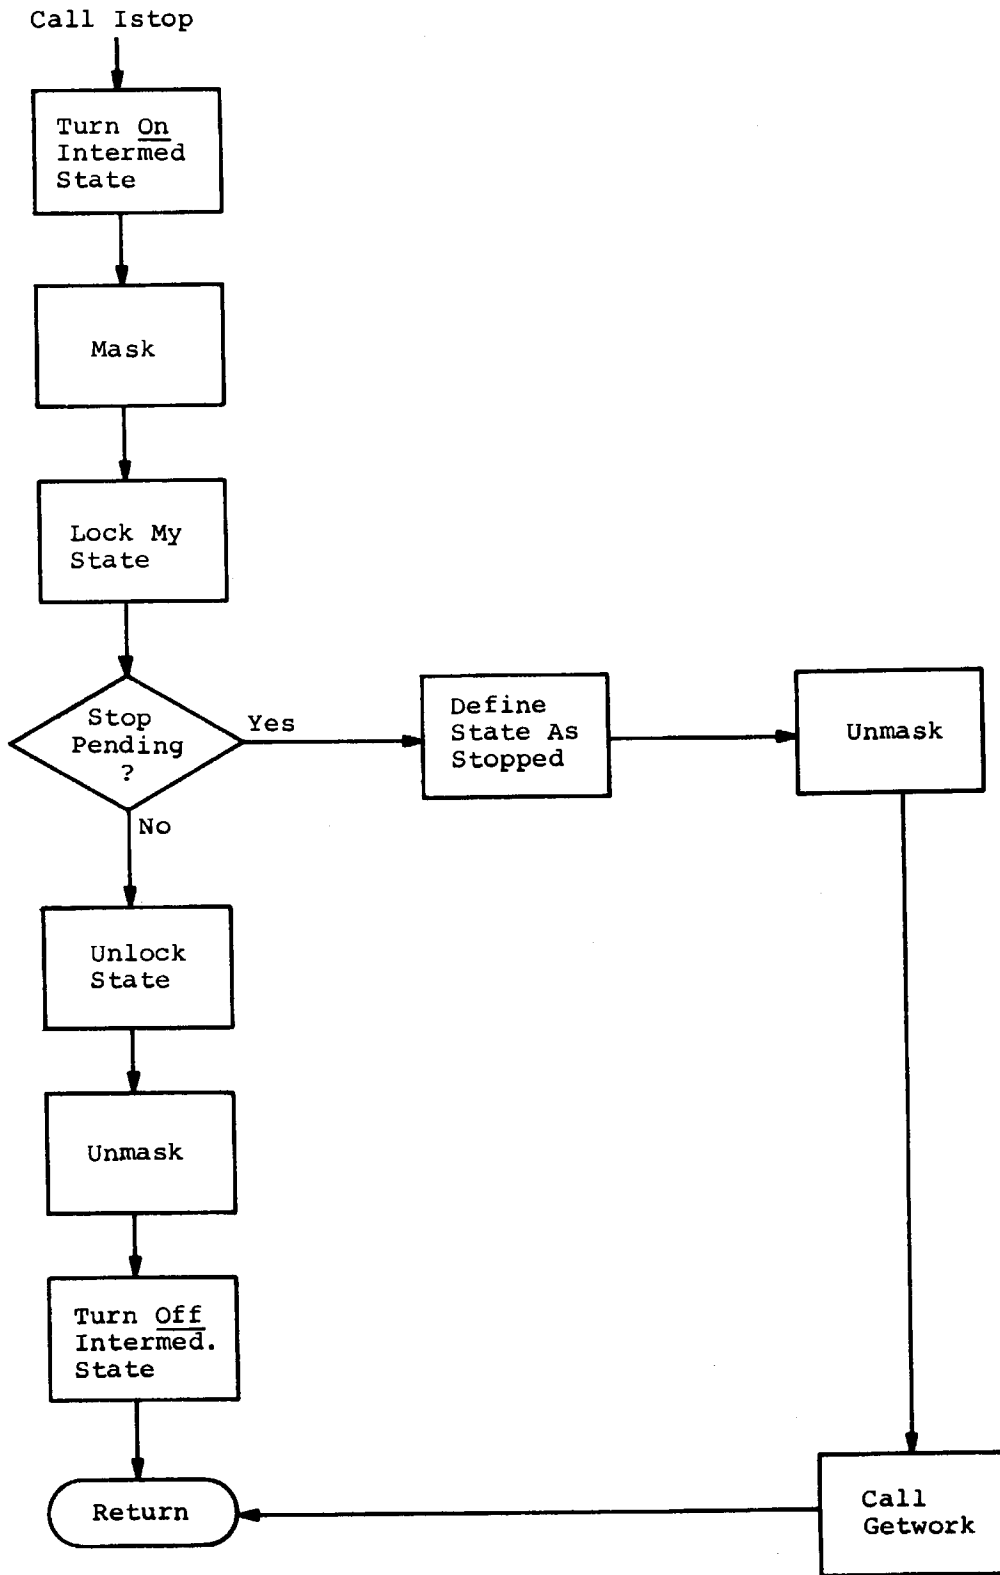 Call Istop
Turn On
Intermed
State
Mask
Lock My
State
Stop
Pending
?
Yes
Define
State As
Stopped
Unmask
No
Unlock
State
Unmask
Turn Off
Intermed.
State
Return
Call
Getwork